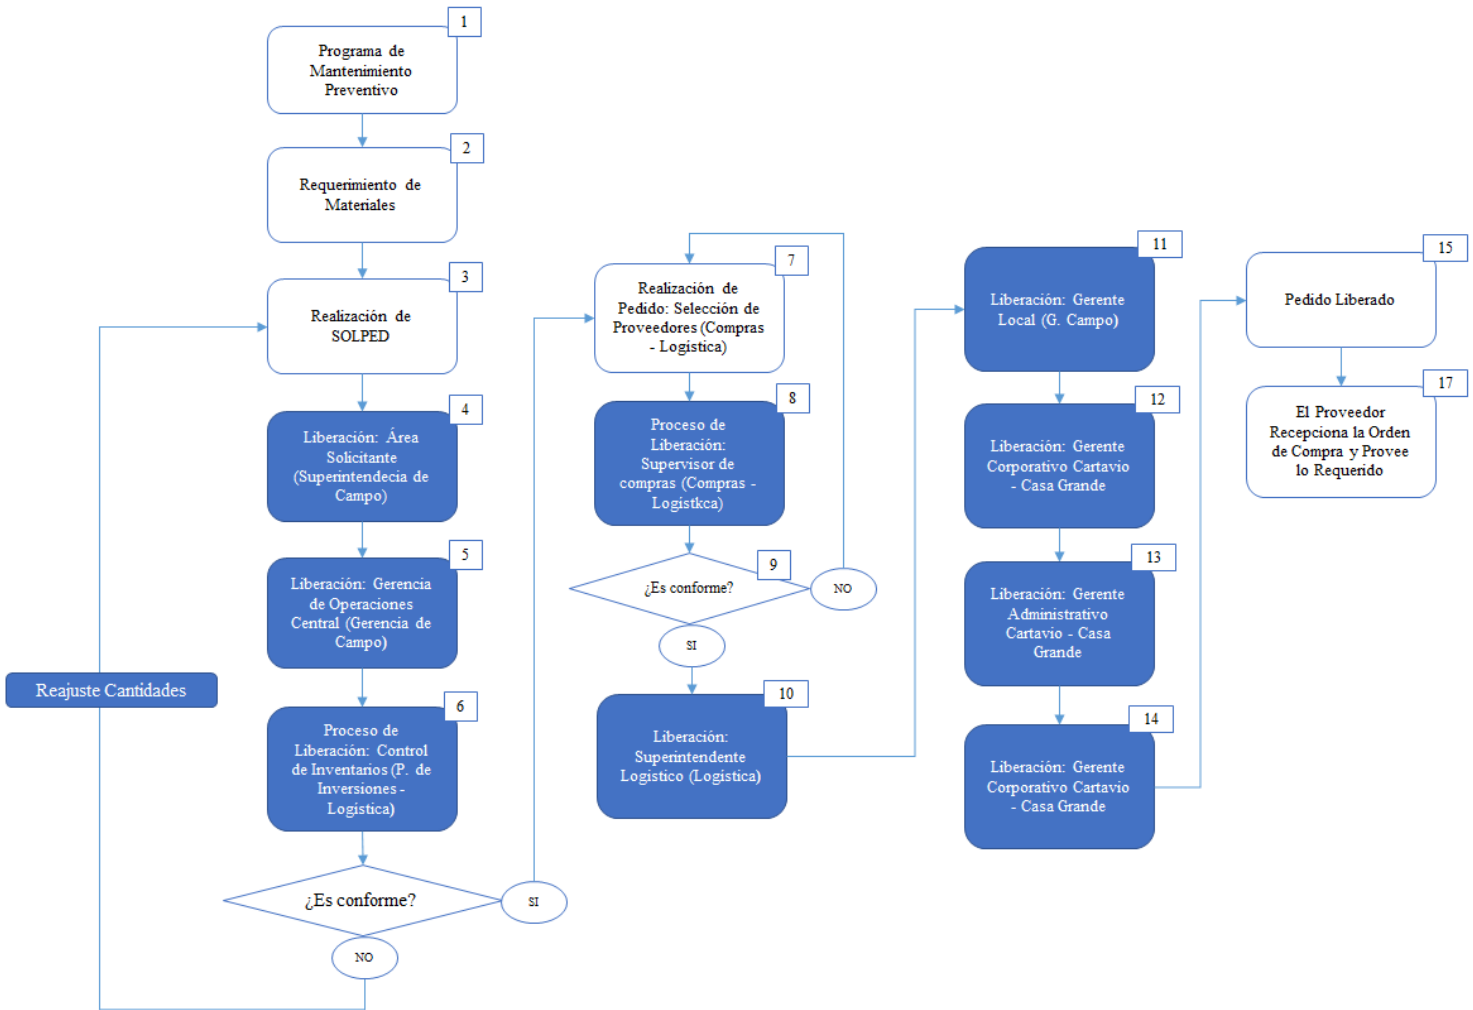 1
Programa de
Mantenimiento
Preventivo
2
Requerimiento de
Materiales
3
Realización de
SOLPED
4
Liberación: Área
Solicitante
(Superintendecia de
Campo)
5
Liberación: Gerencia
de Operaciones
Central (Gerencia de
Campo)
Reajuste Cantidades
6
Proceso de
Liberación: Control
de Inventarios (P. de
Inversiones -
Logística)
¿Es conforme?
SI
NO
7
Realización de
Pedido: Selección de
Proveedores (Compras
- Logística)
8
Proceso de
Liberación:
Supervisor de
compras (Compras -
Logístkca)
9
¿Es conforme?
NO
SI
10
Liberación:
Superintendente
Logístico (Logística)
11
Liberación: Gerente
Local (G. Campo)
12
Liberación: Gerente
Corporativo Cartavio
- Casa Grande
13
Liberación: Gerente
Administrativo
Cartavio - Casa
Grande
14
Liberación: Gerente
Corporativo Cartavio
- Casa Grande
15
Pedido Liberado
17
El Proveedor
Recepciona la Orden
de Compra y Provee
lo Requerido